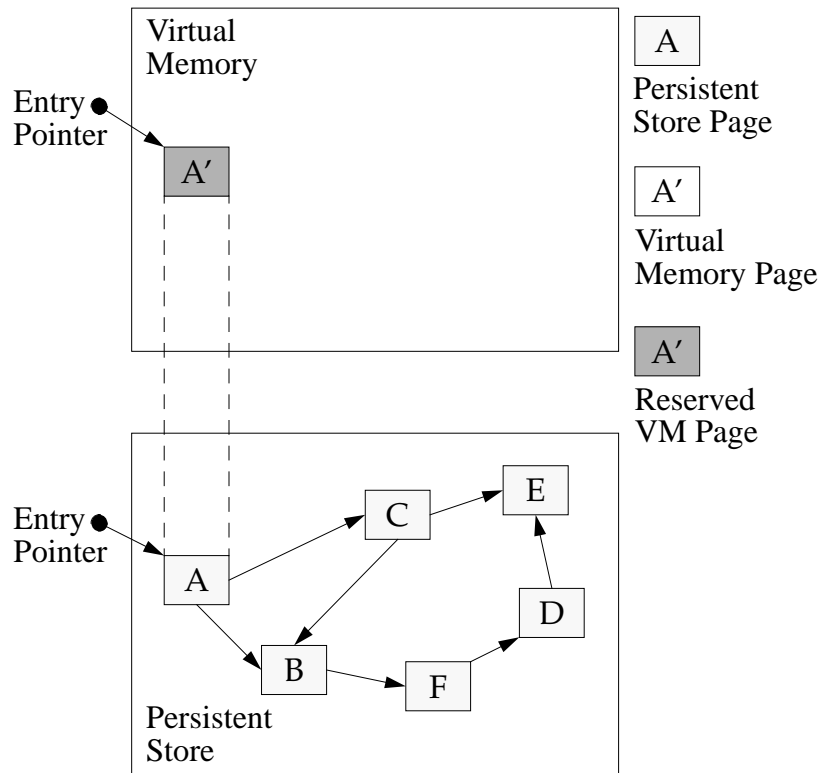 Virtual
Memory
Entry
Pointer
A′
A
Persistent
Store Page
A′
Virtual
Memory Page
A′
Reserved
VM Page
Entry
Pointer
A
C
E
B
F
D
Persistent
Store